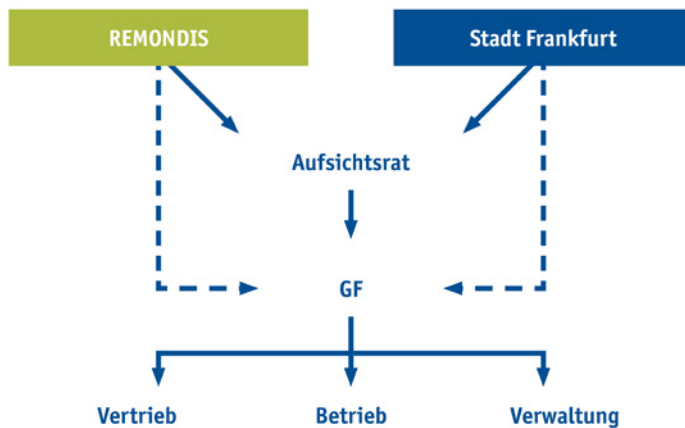 REMONDIS
Stadt Frankfurt
Aufsichtsrat
GF
Vertrieb
Betrieb
Verwaltung